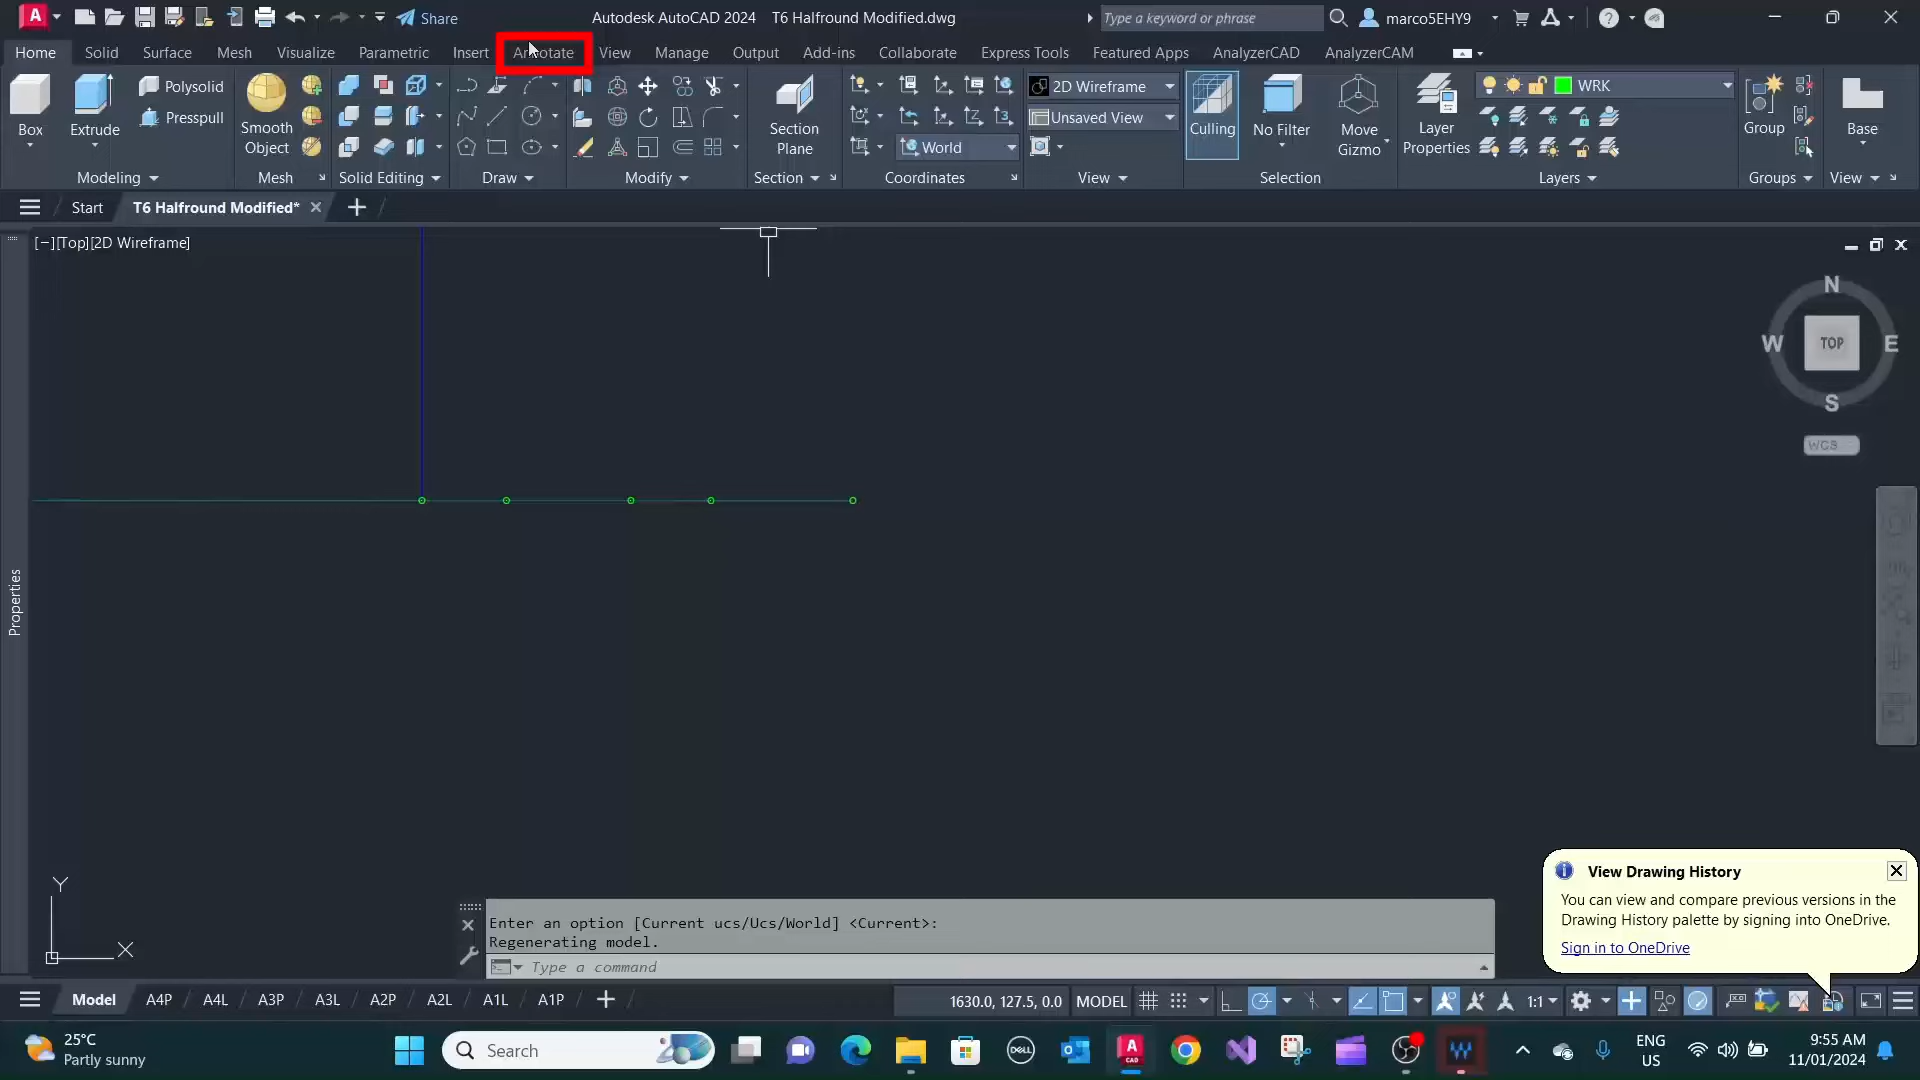 Share
Autodesk AutoCAD 2024 T6 Halfround Modified.dwg
Type a keyword or phrase
marco5EHY9
Home Solid Surface Mesh Visualize Parametric Insert Annotate View Manage Output Add-ins Collaborate Express Tools Featured Apps AnalyzerCAD AnalyzerCAM
Box
Extrude
Polysolid
Presspull
Smooth
Object
Section
Plane
World
2D Wireframe
Unsaved View
Culling
No Filter
Move
Gizmo
Layer
Properties
WRK
Group
Base
Modeling Mesh Solid Editing Draw Modify Section Coordinates View Selection Layers Groups View
Start T6 Halfround Modified*
[−][Top][2D Wireframe]
N
W TOP E
S
WCS
Properties
Y
X
View Drawing History
You can view and compare previous versions in the
Drawing History palette by signing into OneDrive.
Sign in to OneDrive
Enter an option [Current ucs/Ucs/World] <Current>:
Regenerating model.
Type a command
Model A4P A4L A3P A3L A2P A2L A1L A1P
1630.0, 127.5, 0.0 MODEL 1:1
25°C
Partly sunny
Search
DELL
A
CAD
ENG
US
9:55 AM
11/01/2024